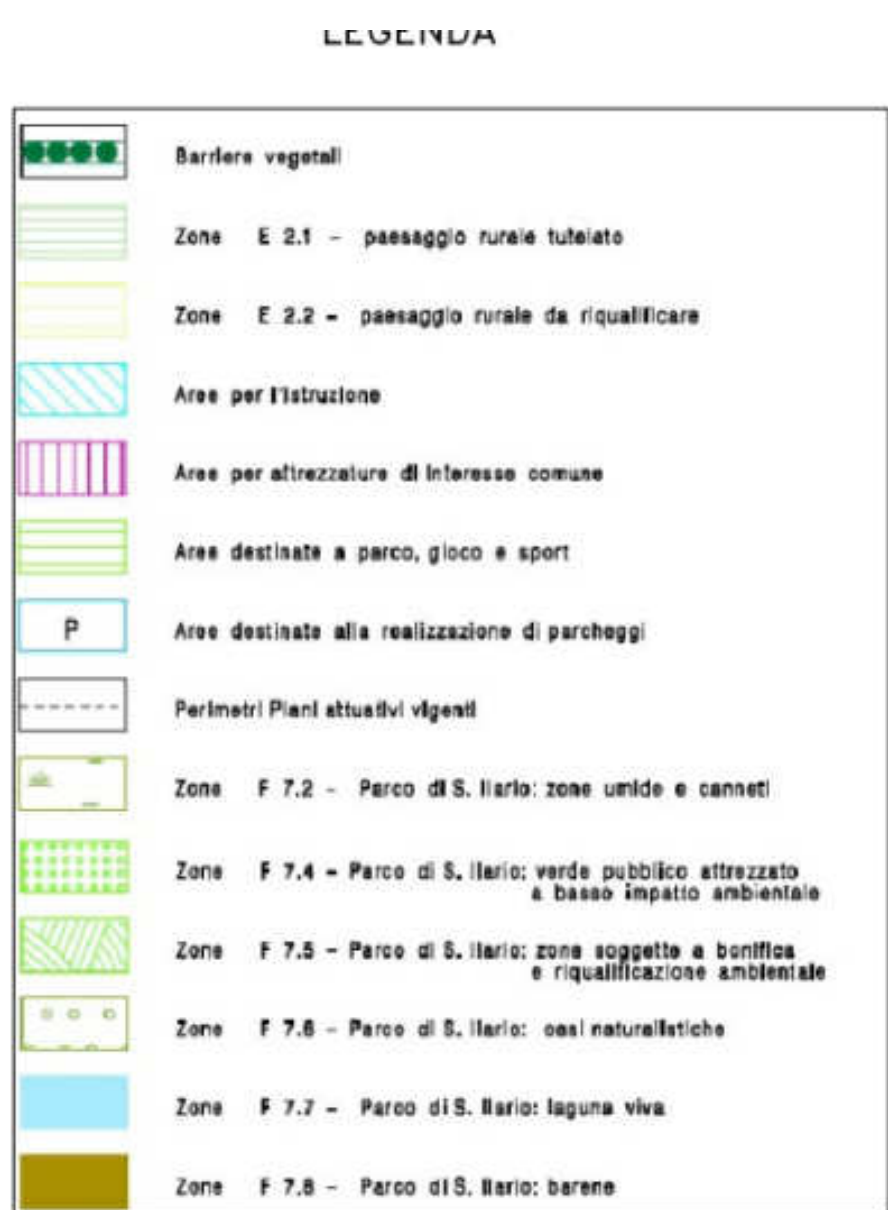 LEGENDA
Barriere vegetali
Zone E 2.1 - paesaggio rurale tutelato
Zone E 2.2 - paesaggio rurale da riqualificare
Aree per l'istruzione
Aree per attrezzature di interesse comune
Aree destinate a parco, gioco e sport
P Aree destinate alla realizzazione di parcheggi
Perimetri Piani attuativi vigenti
Zone F 7.2 - Parco di S. Ilario: zone umide e canneti
Zone F 7.4 - Parco di S. Ilario: verde pubblico attrezzato
a basso impatto ambientale
Zone F 7.5 - Parco di S. Ilario: zone soggette a bonifica
e riqualificazione ambientale
Zone F 7.6 - Parco di S. Ilario: oasi naturalistiche
Zone F 7.7 - Parco di S. Ilario: laguna viva
Zone F 7.8 - Parco di S. Ilario: barene